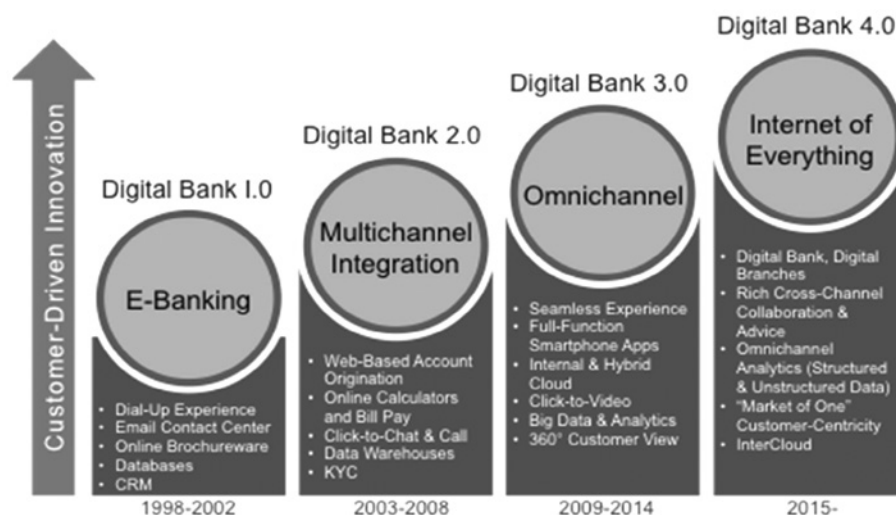 Customer-Driven Innovation
Digital Bank I.0
E-Banking
• Dial-Up Experience
• Email Contact Center
• Online Brochureware
• Databases
• CRM
1998-2002
Digital Bank 2.0
Multichannel
Integration
• Web-Based Account
Origination
• Online Calculators
and Bill Pay
• Click-to-Chat & Call
• Data Warehouses
• KYC
2003-2008
Digital Bank 3.0
Omnichannel
• Seamless Experience
• Full-Function
Smartphone Apps
• Internal & Hybrid
Cloud
• Click-to-Video
• Big Data & Analytics
• 360° Customer View
2009-2014
Digital Bank 4.0
Internet of
Everything
• Digital Bank, Digital
Branches
• Rich Cross-Channel
Collaboration &
Advice
• Omnichannel
Analytics (Structured
& Unstructured Data)
• “Market of One”
Customer-Centricity
• InterCloud
2015-